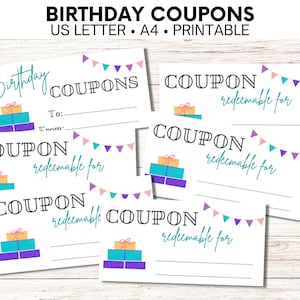 BIRTHDAY COUPONS
US LETTER • A4 • PRINTABLE
Birthday
COUPONS
To:
From:
COUPON
redeemable for
COUPON
redeemable for
COUPON
redeemable for
COUPON
redeemable for
COUPON
redeemable for